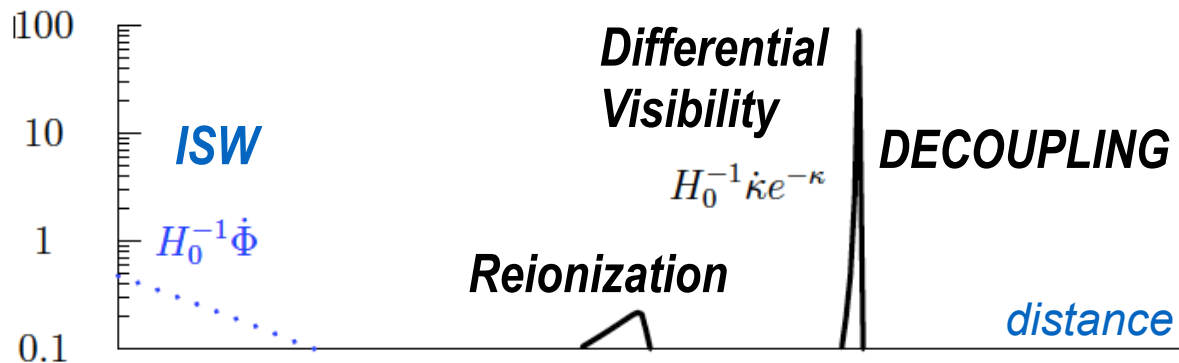 100
10
1
0.1
ISW
$H_0^{-1}\dot{\Phi}$
Differential
Visibility
$H_0^{-1}\dot{\kappa}e^{-\kappa}$
DECOUPLING
Reionization
distance